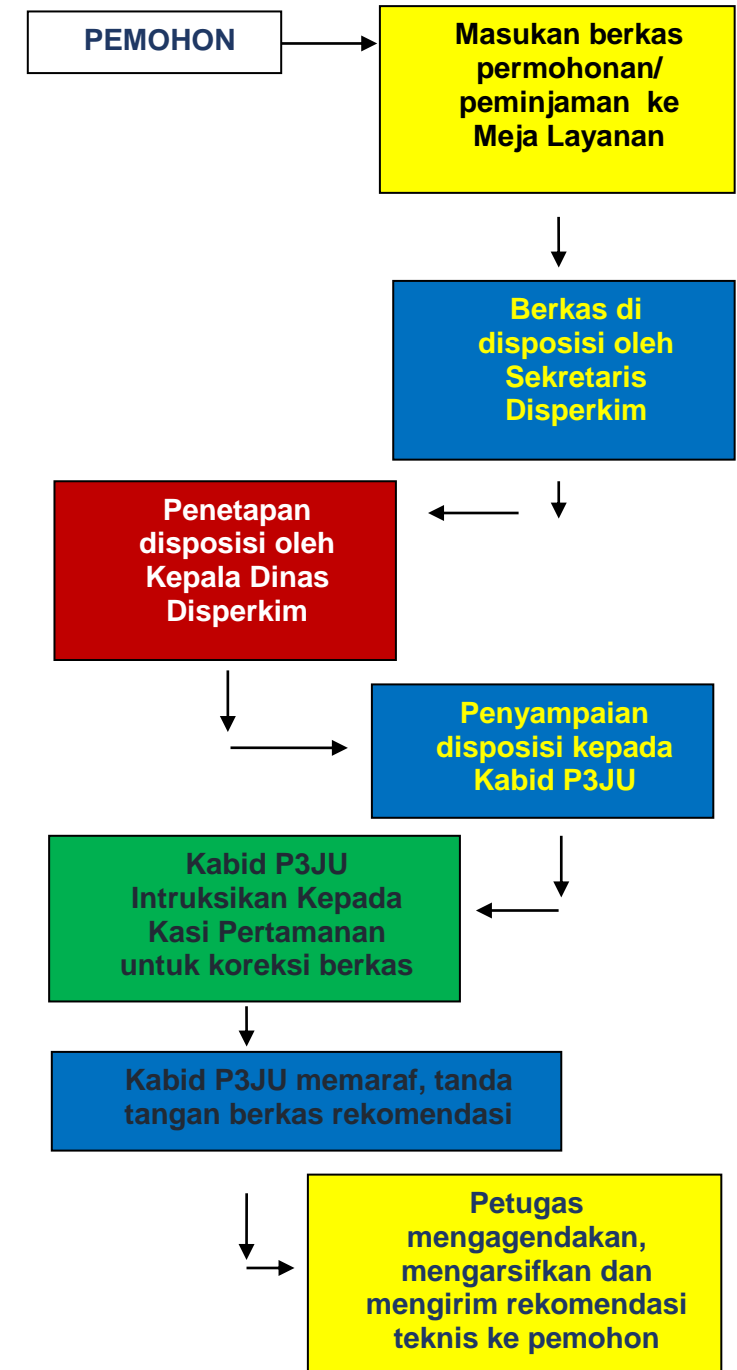 PEMOHON
Masukan berkas
permohonan/
peminjaman ke
Meja Layanan
Berkas di
disposisi oleh
Sekretaris
Disperkim
Penetapan
disposisi oleh
Kepala Dinas
Disperkim
Penyampaian
disposisi kepada
Kabid P3JU
Kabid P3JU
Intruksikan Kepada
Kasi Pertamanan
untuk koreksi berkas
Kabid P3JU memaraf, tanda
tangan berkas rekomendasi
Petugas
mengagendakan,
mengarsifkan dan
mengirim rekomendasi
teknis ke pemohon